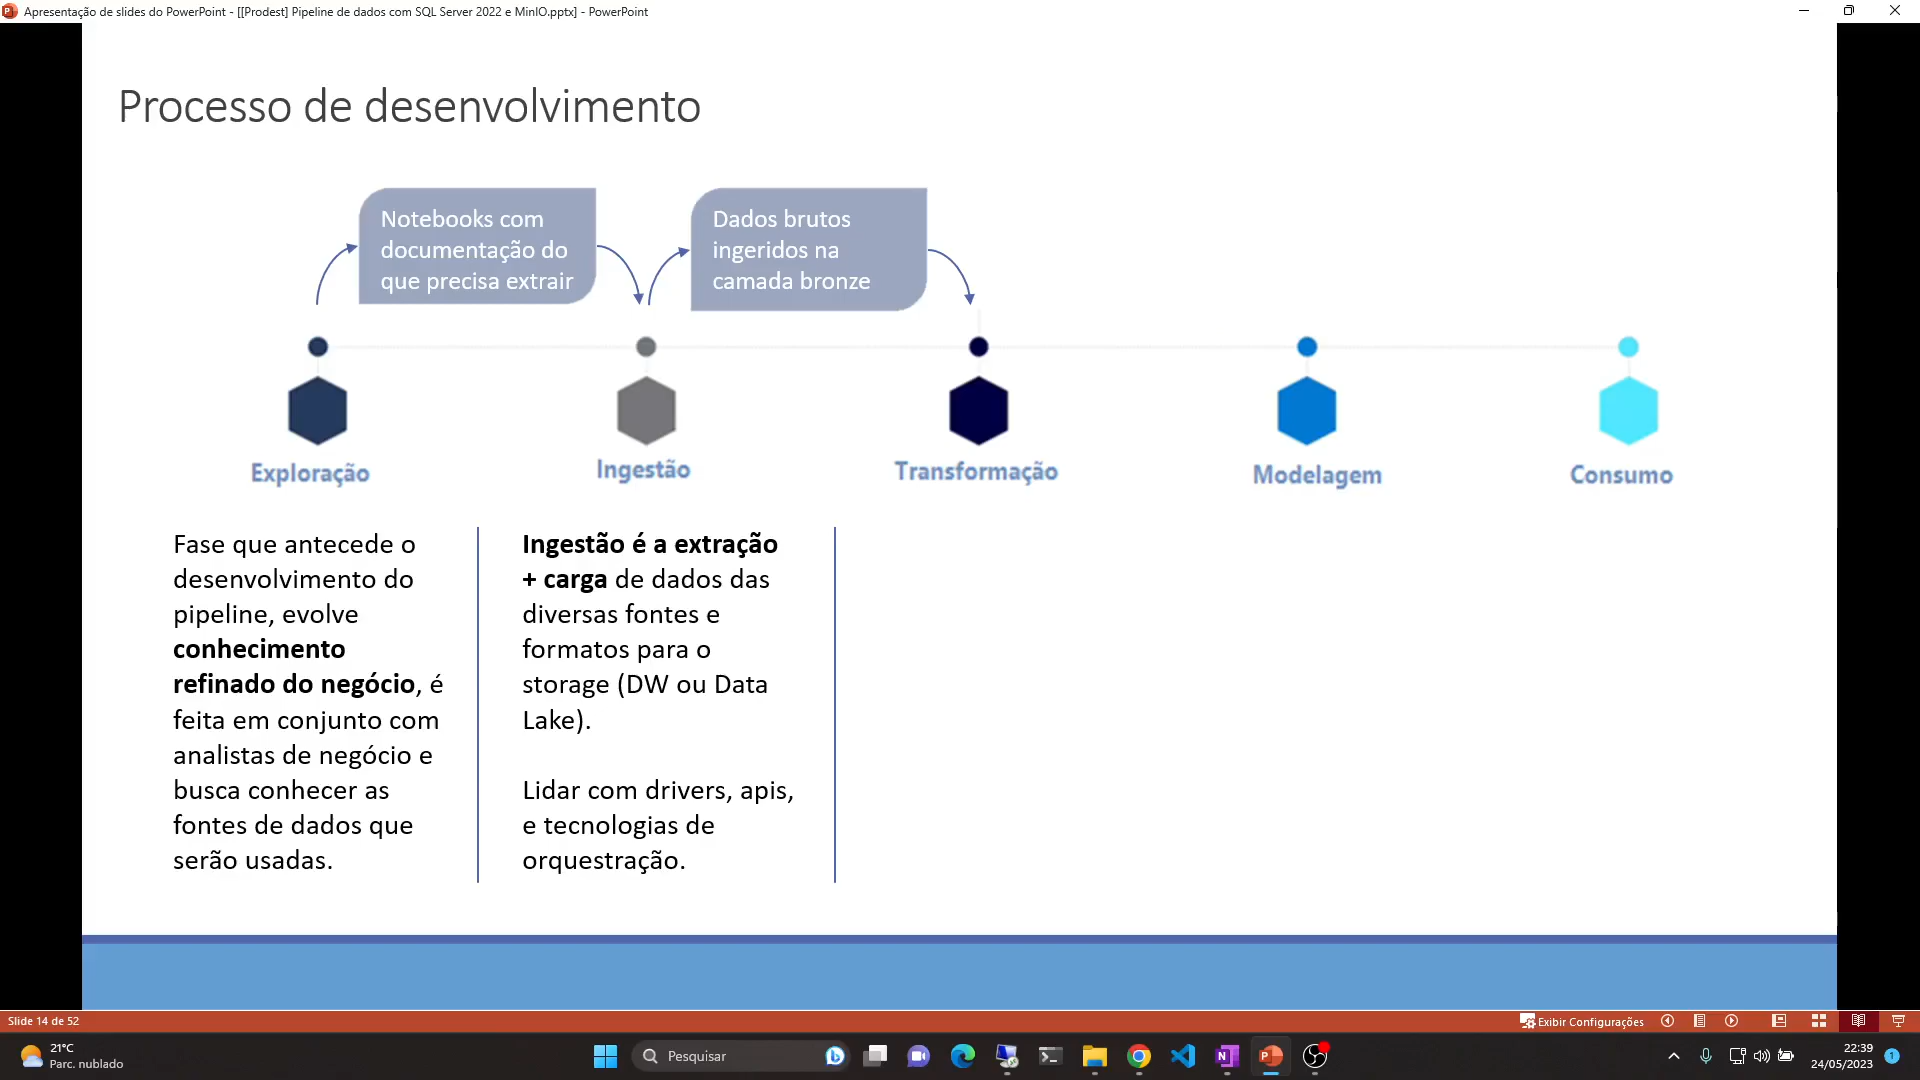 Apresentação de slides do PowerPoint - [[Prodest] Pipeline de dados com SQL Server 2022 e MinIO.pptx] - PowerPoint
Processo de desenvolvimento
Notebooks com
documentação do
que precisa extrair
Dados brutos
ingeridos na
camada bronze
Exploração
Ingestão
Transformação
Modelagem
Consumo
Fase que antecede o
desenvolvimento do
pipeline, evolve
conhecimento
refinado do negócio, é
feita em conjunto com
analistas de negócio e
busca conhecer as
fontes de dados que
serão usadas.
Ingestão é a extração
+ carga de dados das
diversas fontes e
formatos para o
storage (DW ou Data
Lake).
Lidar com drivers, apis,
e tecnologias de
orquestração.
Slide 14 de 52
Exibir Configurações
21°C
Parc. nublado
Pesquisar
22:39
24/05/2023
1